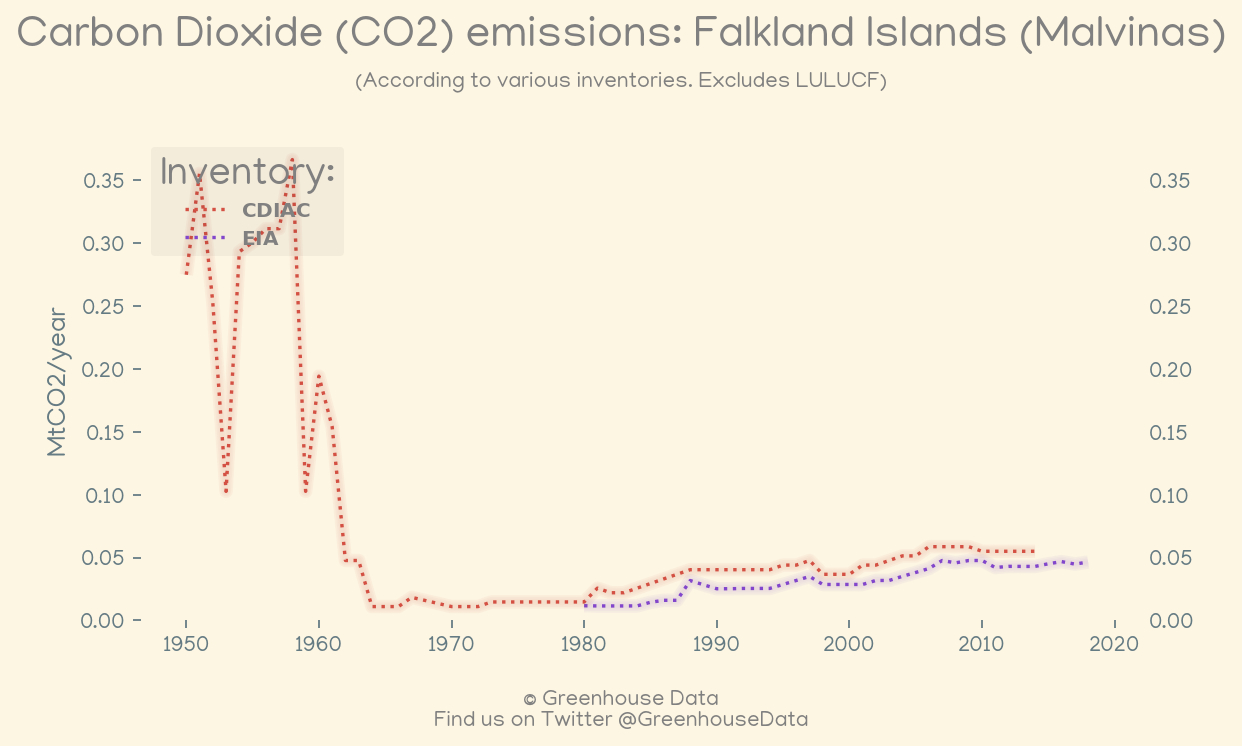 Carbon Dioxide (CO2) emissions: Falkland Islands (Malvinas)
(According to various inventories. Excludes LULUCF)
Inventory:
CDIAC
EIA
MtCO2/year
0.35
0.30
0.25
0.20
0.15
0.10
0.05
0.00
0.35
0.30
0.25
0.20
0.15
0.10
0.05
0.00
1950 1960 1970 1980 1990 2000 2010 2020
© Greenhouse Data
Find us on Twitter @GreenhouseData